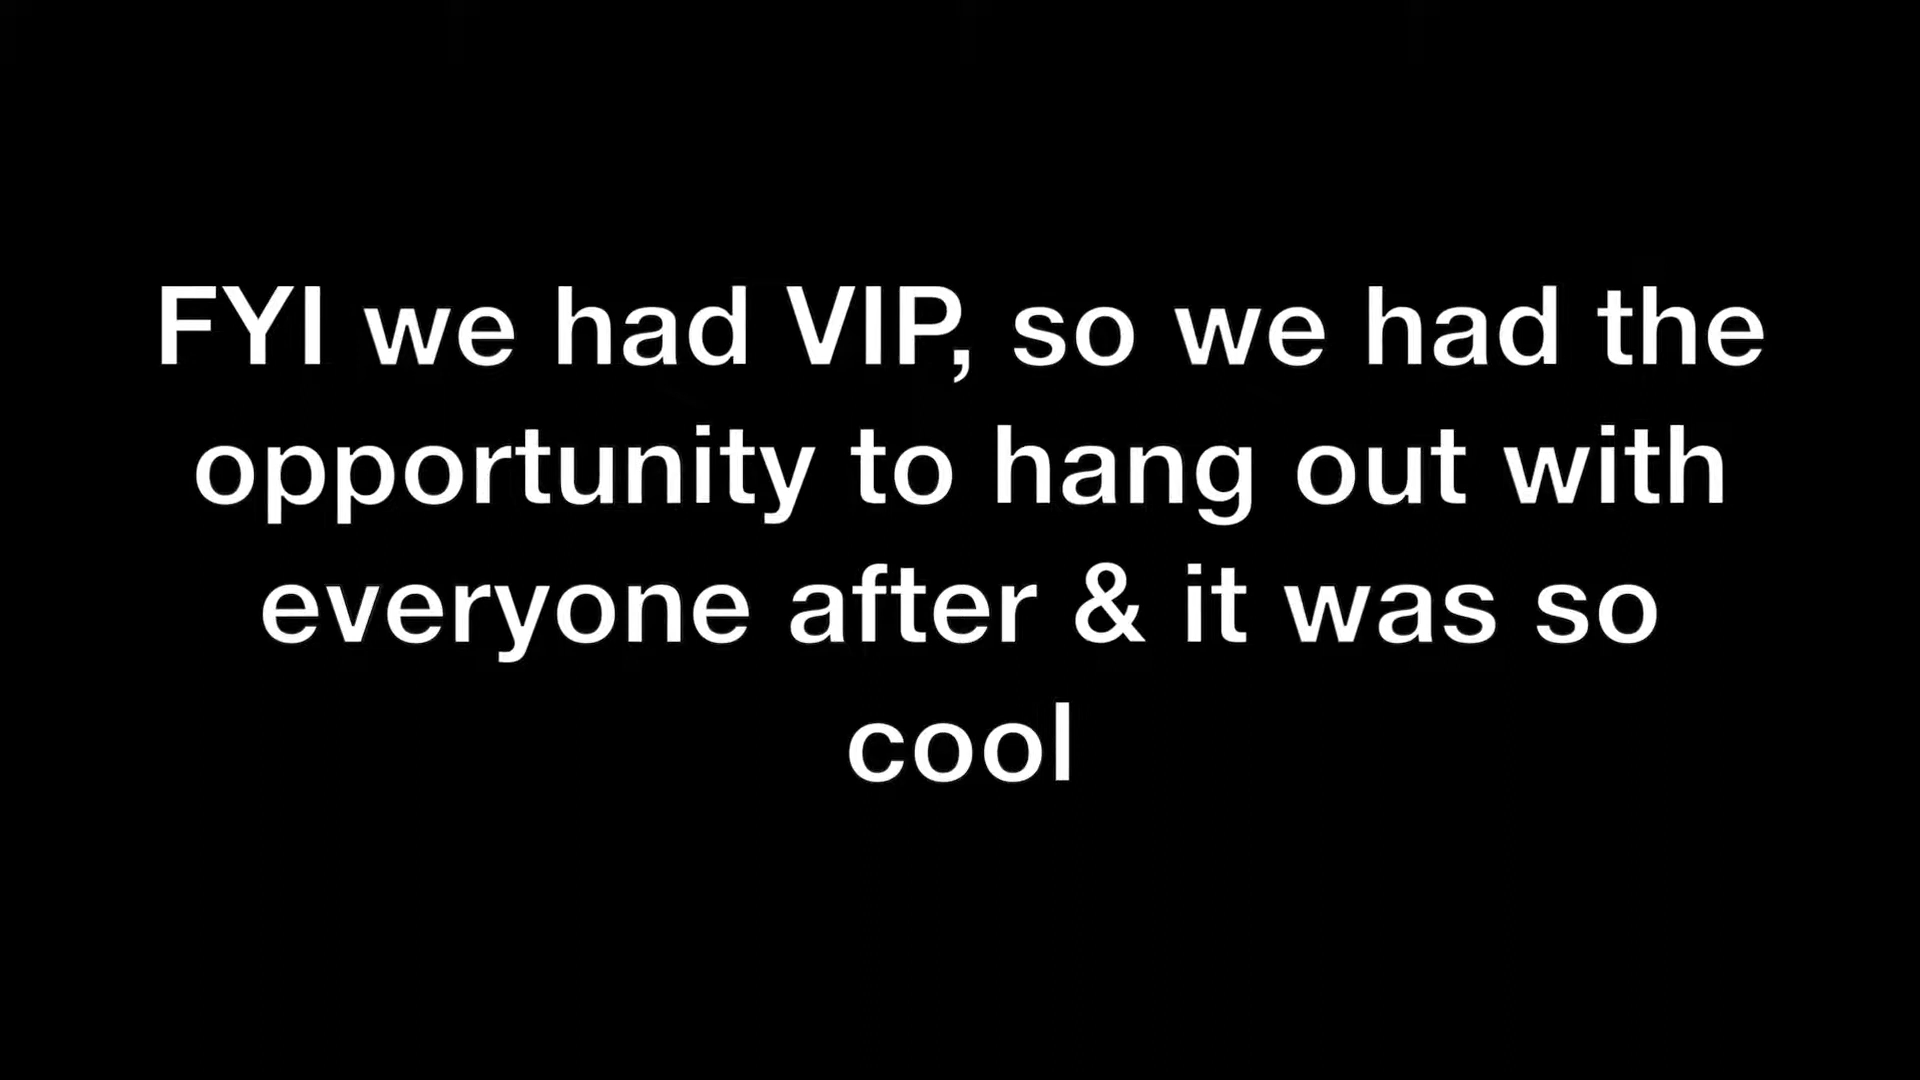 FYI we had VIP, so we had the
opportunity to hang out with
everyone after & it was so
cool